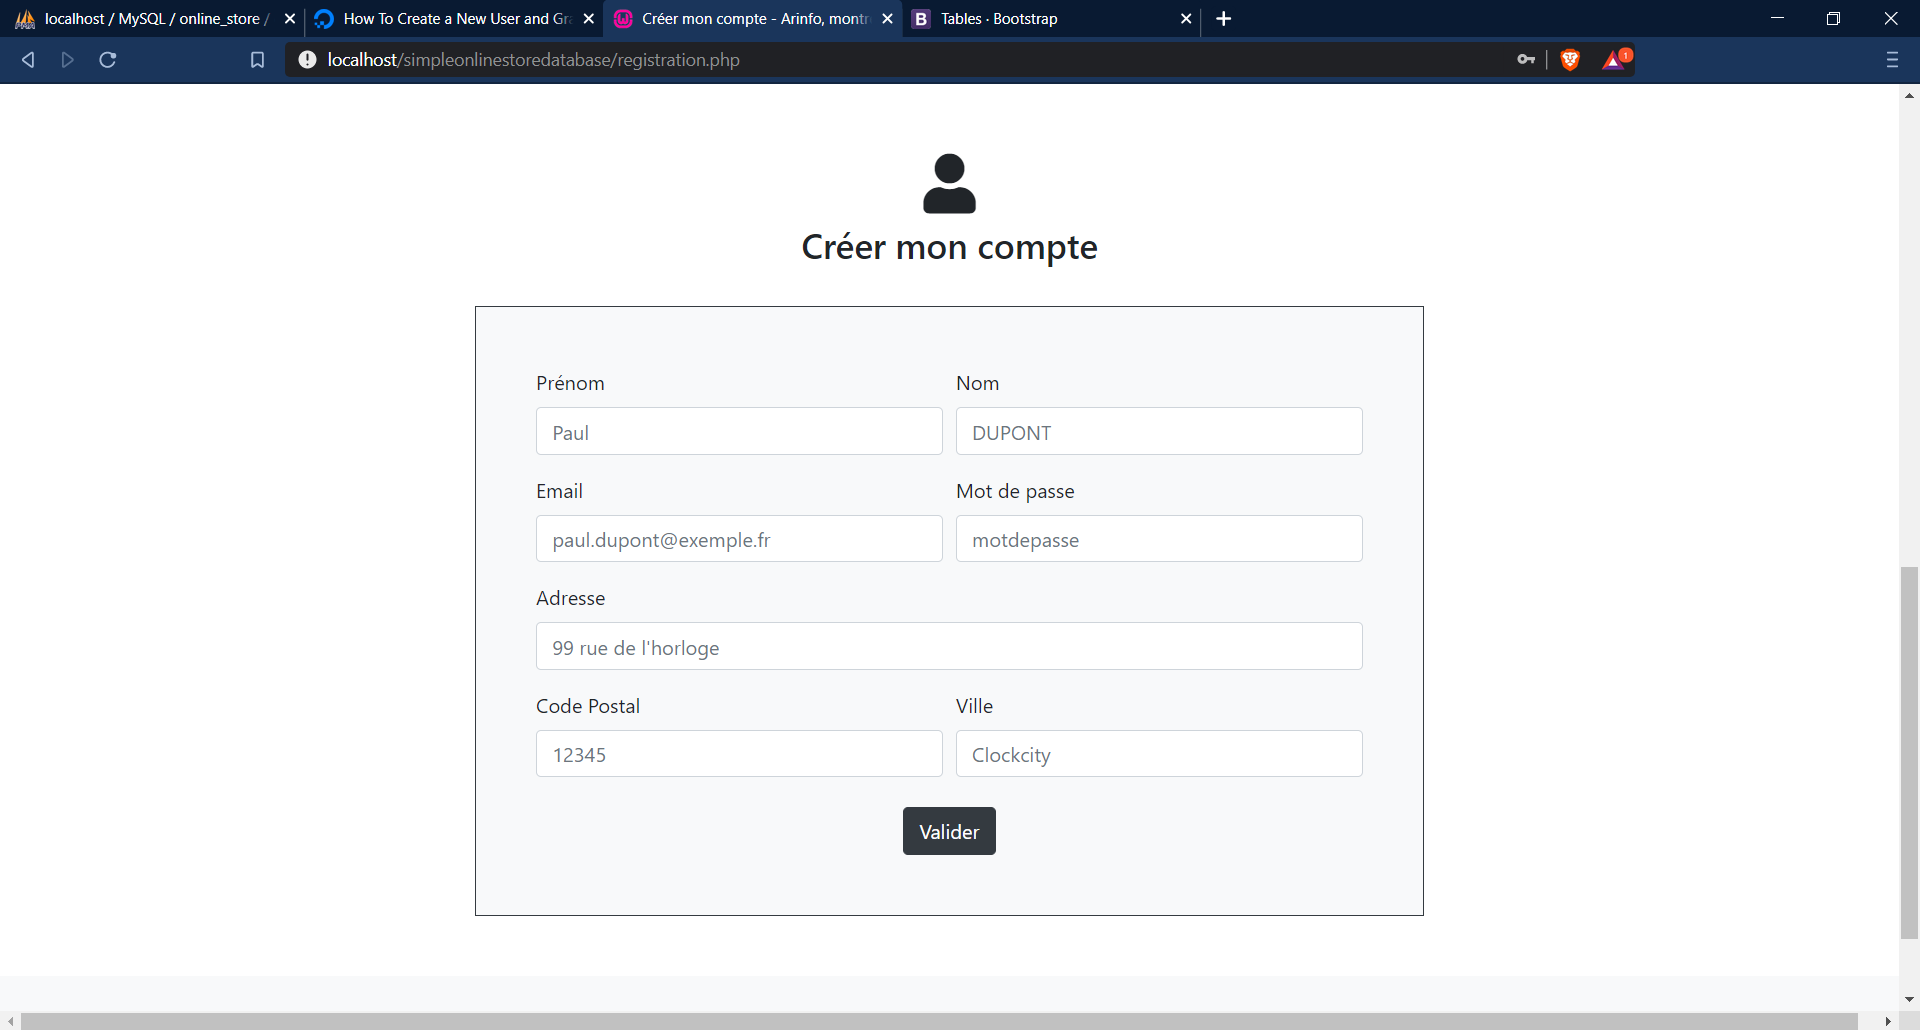 localhost / MySQL / online_store /
How To Create a New User and Gr
Créer mon compte - Arinfo, montr
B Tables · Bootstrap
localhost/simpleonlinestoredatabase/registration.php
1
Créer mon compte
Prénom Nom
Paul DUPONT
Email Mot de passe
paul.dupont@exemple.fr motdepasse
Adresse
99 rue de l'horloge
Code Postal Ville
12345 Clockcity
Valider